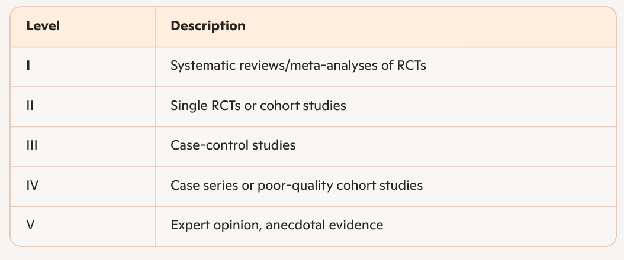 Level Description
I Systematic reviews/meta-analyses of RCTs
II Single RCTs or cohort studies
III Case-control studies
IV Case series or poor-quality cohort studies
V Expert opinion, anecdotal evidence